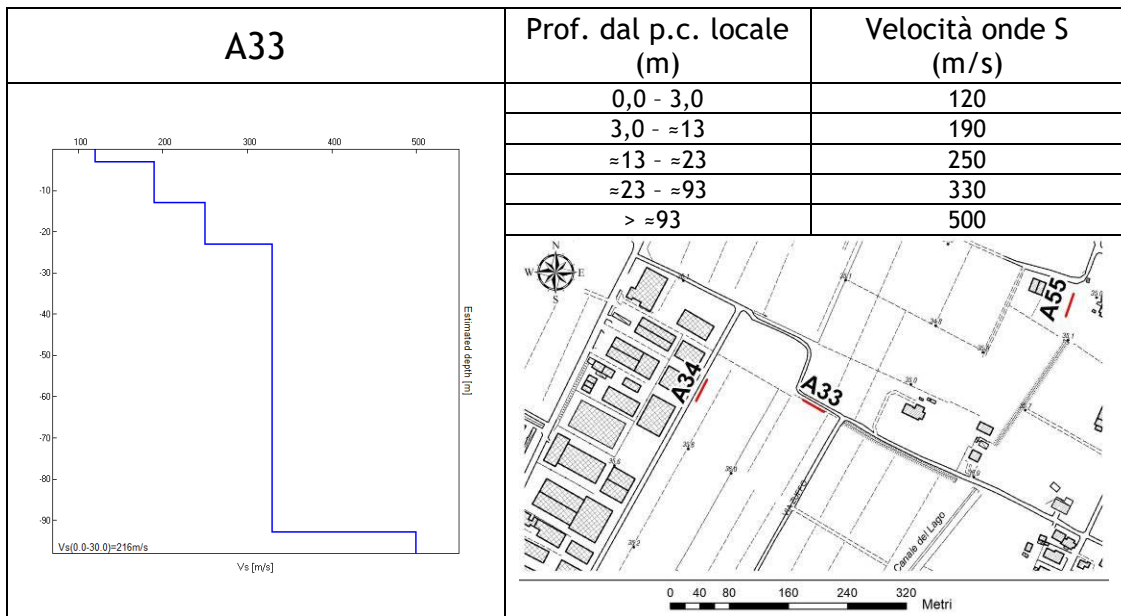 A33
Prof. dal p.c. locale
(m)
Velocità onde S
(m/s)
0,0 – 3,0
120
3,0 – ≈13
190
≈13 – ≈23
250
≈23 – ≈93
330
> ≈93
500
100 200 300 400 500
-10
-20
-30
-40
-50
-60
-70
-80
-90
Estimated depth [m]
Vs(0.0-30.0)=216m/s
Vs [m/s]
N
W
E
S
A55
A34
A33
35,0
Canale del Lago
0 40 80 160 240 320
Metri